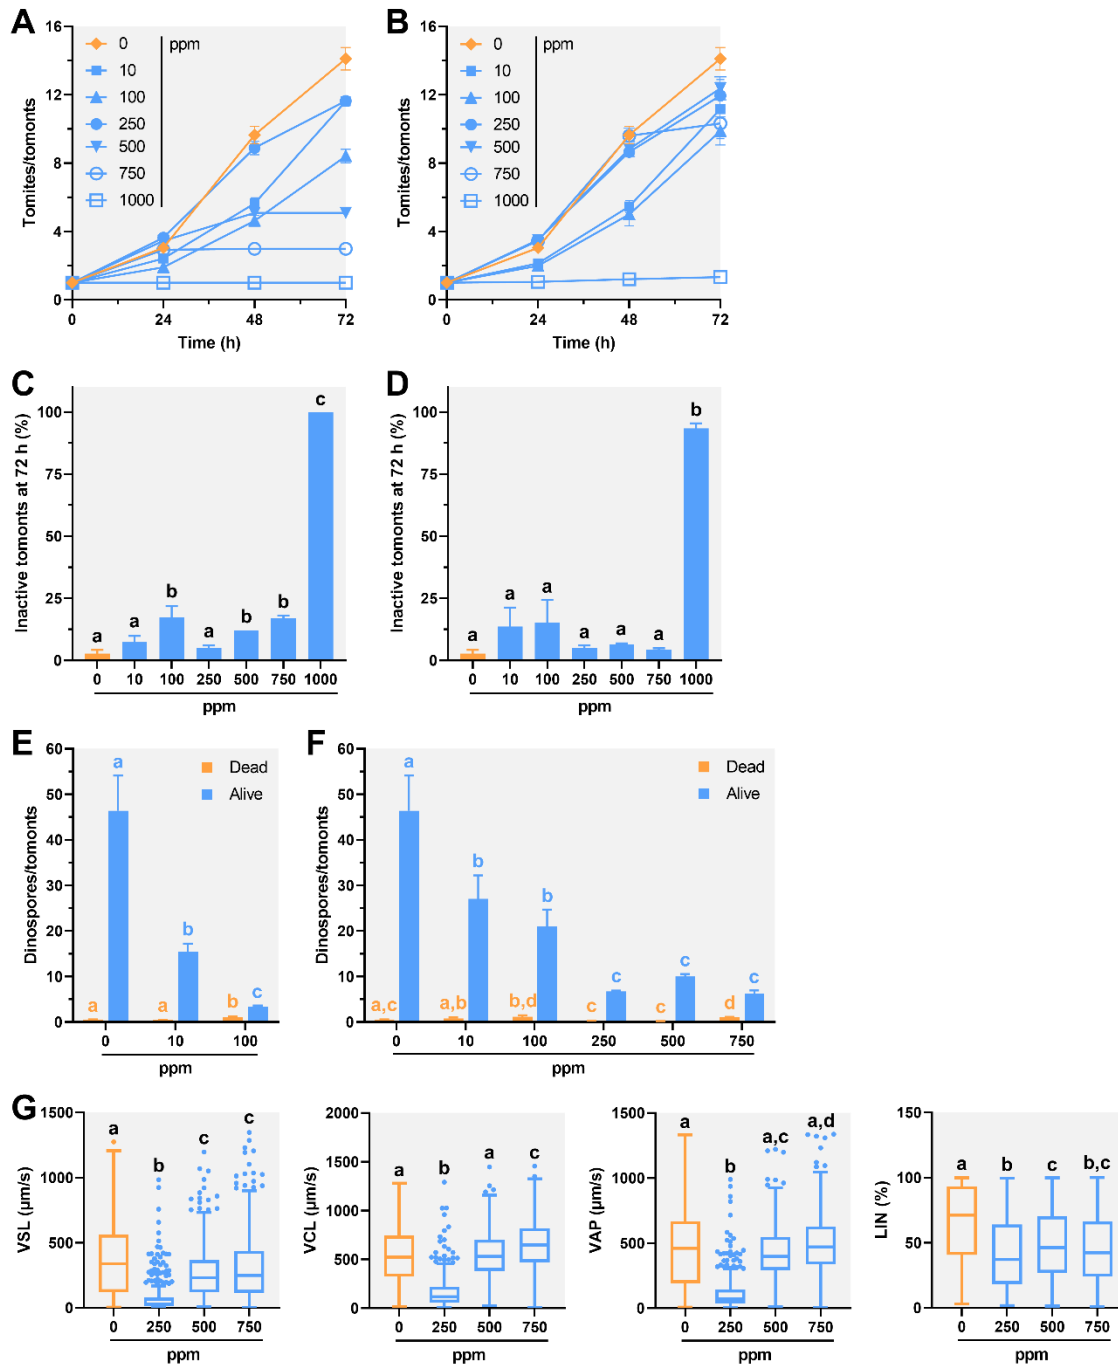 A
Tomites/tomonts
16
12
8
4
0
0
10
100
250
500
750
1000
ppm
0
24
48
72
Time (h)
B
Tomites/tomonts
16
12
8
4
0
0
10
100
250
500
750
1000
ppm
0
24
48
72
Time (h)
C
Inactive tomonts at 72 h (%)
100
75
50
25
0
a a b a b b c
0 10 100 250 500 750 1000
ppm
D
Inactive tomonts at 72 h (%)
100
75
50
25
0
a a a a a a b
0 10 100 250 500 750 1000
ppm
E
Dinospores/tomonts
60
50
40
30
20
10
0
Dead
Alive
a a a b b c
0 10 100
ppm
F
Dinospores/tomonts
60
50
40
30
20
10
0
Dead
Alive
a,c a a,b b b,d b c c c c d c
0 10 100 250 500 750
ppm
G
VSL (µm/s)
1500
1000
500
0
a b c c
0 250 500 750
ppm
VCL (µm/s)
2000
1500
1000
500
0
a b a c
0 250 500 750
ppm
VAP (µm/s)
1500
1000
500
0
a b a,c a,d
0 250 500 750
ppm
LIN (%)
150
100
50
0
a b c b,c
0 250 500 750
ppm